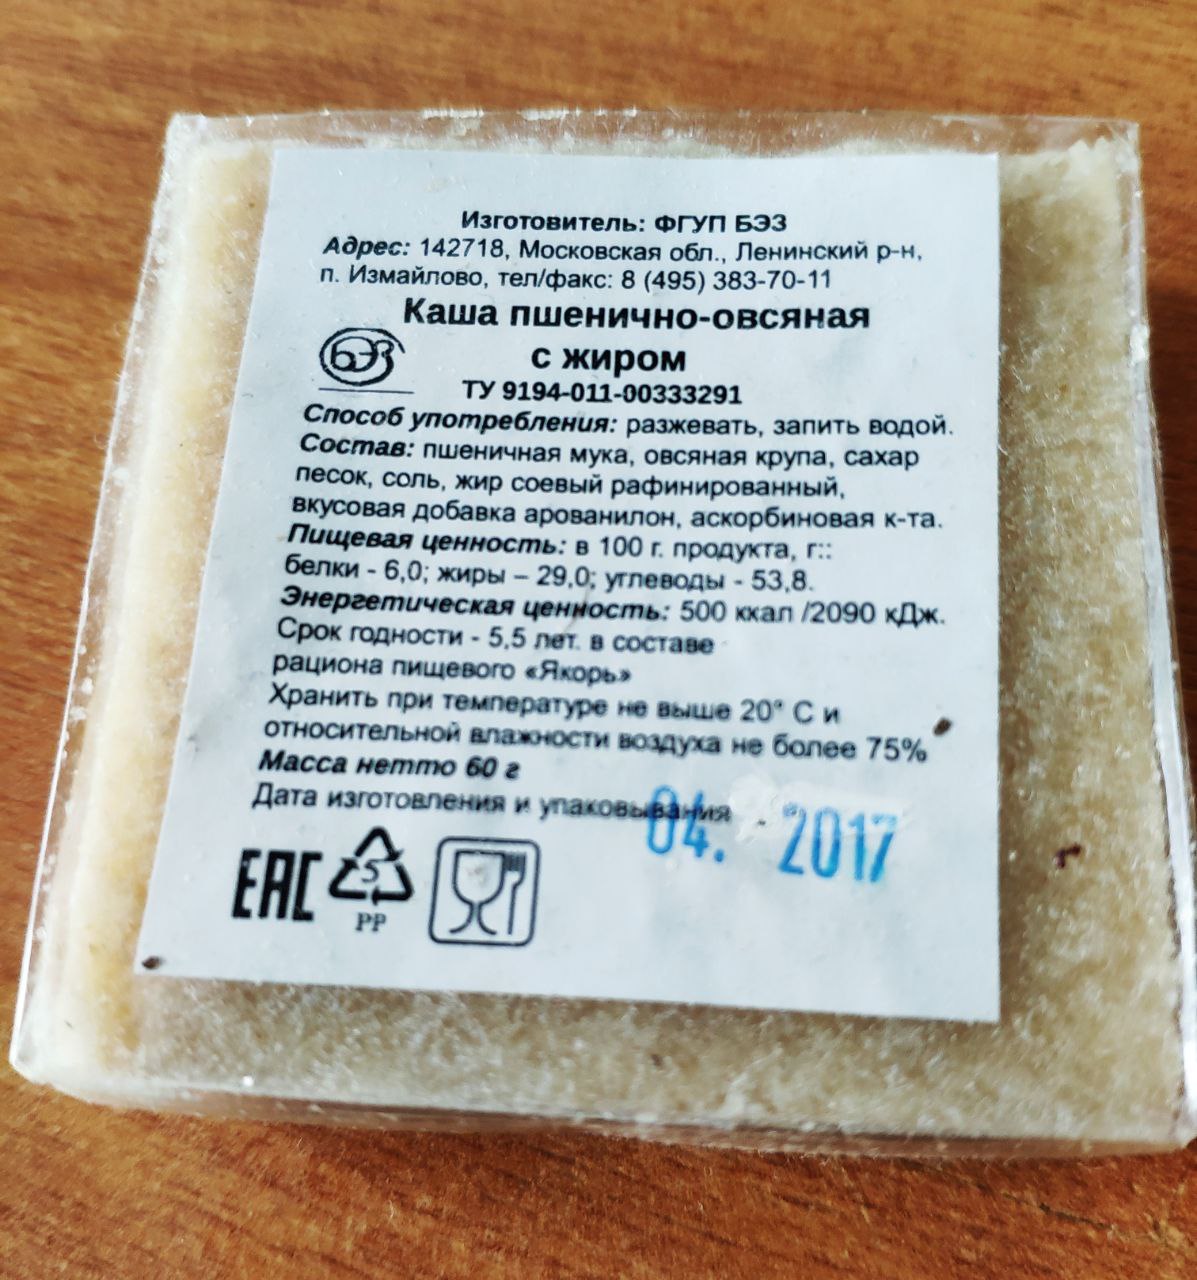 Изготовитель: ФГУП БЭЗ
Адрес: 142718, Московская обл., Ленинский р-н,
п. Измайлово, тел/факс: 8 (495) 383-70-11
Каша пшенично-овсяная
с жиром
БЭЗ
ТУ 9194-011-00333291
Способ употребления: разжевать, запить водой.
Состав: пшеничная мука, овсяная крупа, сахар
песок, соль, жир соевый рафинированный,
вкусовая добавка арованилон, аскорбиновая к-та.
Пищевая ценность: в 100 г. продукта, г::
белки - 6,0; жиры – 29,0; углеводы - 53,8.
Энергетическая ценность: 500 ккал /2090 кДж.
Срок годности - 5,5 лет. в составе
рациона пищевого «Якорь»
Хранить при температуре не выше 20° С и
относительной влажности воздуха не более 75%
Масса нетто 60 г
Дата изготовления и упаковывания
04. 2017
EAC
5
PP